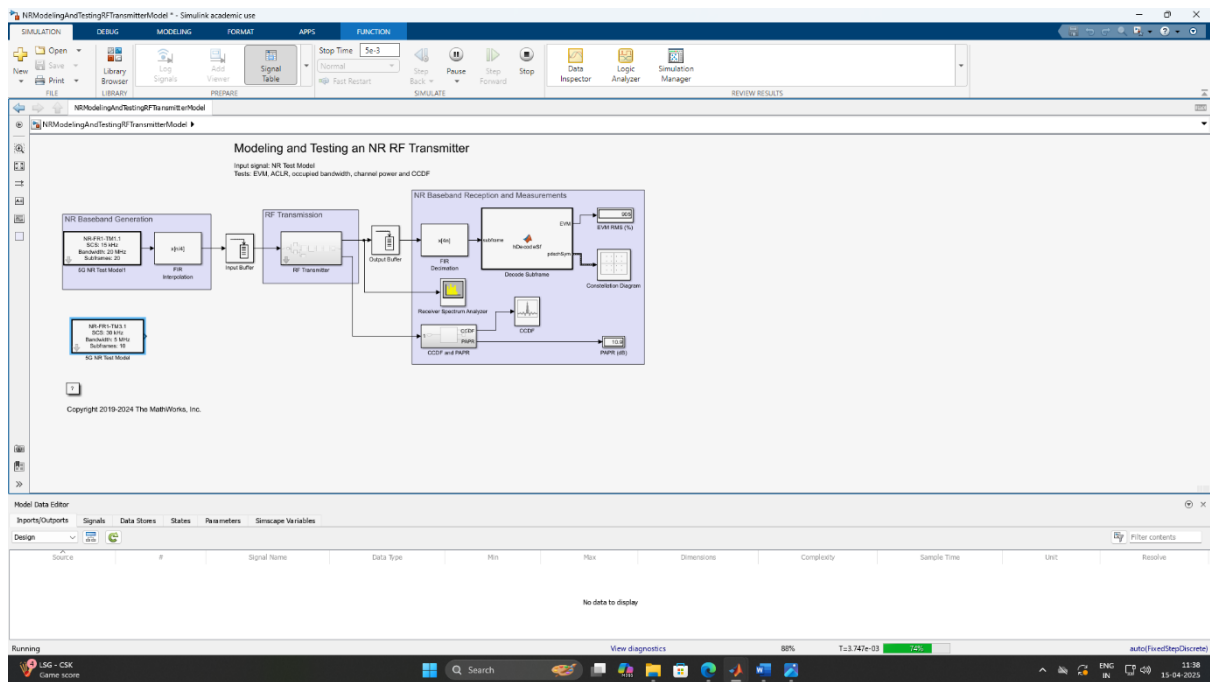 NRModelingAndTestingRFTransmitterModel * - Simulink academic use
SIMULATION DEBUG MODELING FORMAT APPS FUNCTION
New
Open
Save
Print
FILE
Library Browser
LIBRARY
Log Signals
Add Viewer
Signal Table
PREPARE
Stop Time 5e-3
Normal
Fast Restart
Step Back
Pause
Step Forward
Stop
SIMULATE
Data Inspector
Logic Analyzer
Simulation Manager
REVIEW RESULTS
NRModelingAndTestingRFTransmitterModel
NRModelingAndTestingRFTransmitterModel
Modeling and Testing an NR RF Transmitter
Input signal: NR Test Model
Tests: EVM, ACLR, occupied bandwidth, channel power and CCDF
NR Baseband Generation
NR-FR1-TM1.1
SCS: 15 kHz
Bandwidth: 20 MHz
Subframes: 20
5G NR Test Model1
x[n/4]
FIR
Interpolation
Input Buffer
RF Transmission
RF Transmitter
Output Buffer
NR Baseband Reception and Measurements
x[4n]
FIR
Decimation
subframe
hDecodeSf
EVM
pdschSym
Decode Subframe
EVM RMS (%)
Constellation Diagram
Receiver Spectrum Analyzer
1
CCDF
PAPR
CCDF and PAPR
CCDF
10.9
PAPR (dB)
NR-FR1-TM3.1
SCS: 30 kHz
Bandwidth: 5 MHz
Subframes: 10
5G NR Test Model
?
Copyright 2019-2024 The MathWorks, Inc.
Model Data Editor
Inports/Outports Signals Data Stores States Parameters Simscape Variables
Design
Filter contents
Source # Signal Name Data Type Min Max Dimensions Complexity Sample Time Unit Resolve
No data to display
Running View diagnostics 88% T=3.747e-03 74% auto(FixedStepDiscrete)
4
LSG - CSK
Game score
Search
ENG
IN
11:38
15-04-2025